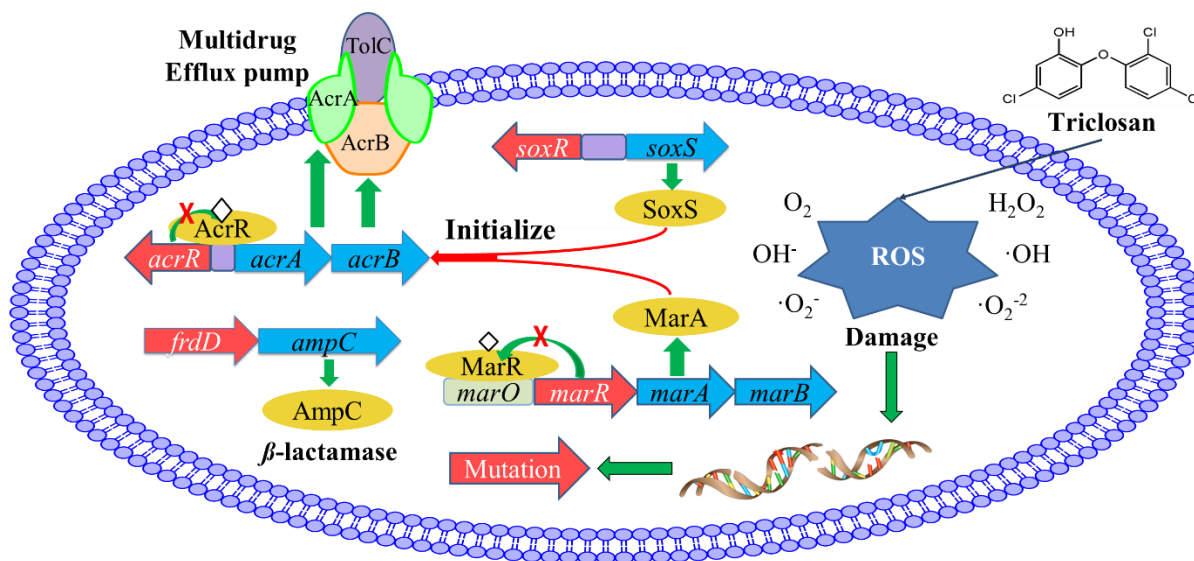 Multidrug
Efflux pump
TolC
AcrA
AcrB
OH
O
Cl
Cl
Cl
Triclosan
soxR
soxS
SoxS
O₂
H₂O₂
OH-
ROS
·OH
·O₂-
·O₂-2
Damage
X
AcrR
acrR
acrA
acrB
Initialize
MarA
frdD
ampC
AmpC
β-lactamase
X
MarR
marO
marR
marA
marB
Mutation